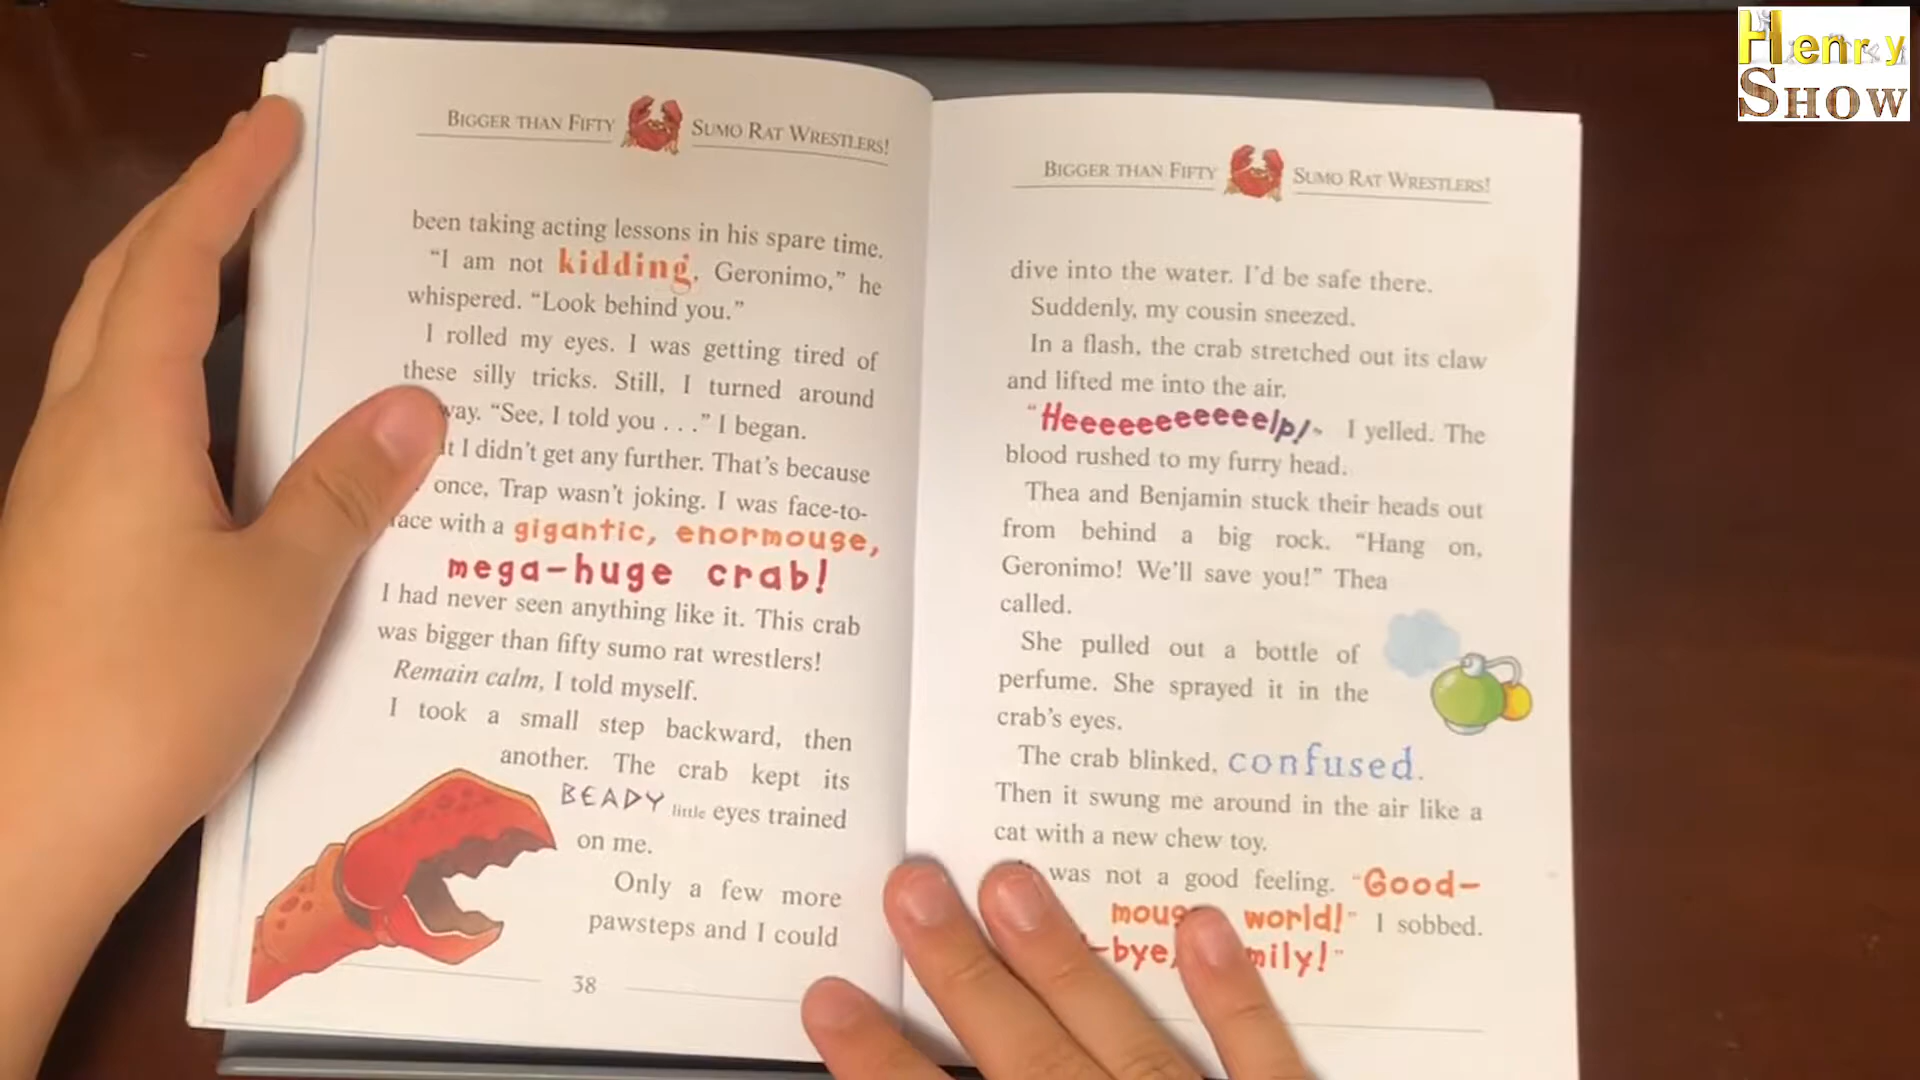 Henry
SHOW
BIGGER THAN FIFTY SUMO RAT WRESTLERS!
been taking acting lessons in his spare time.
“I am not kidding, Geronimo,” he
whispered. “Look behind you.”
I rolled my eyes. I was getting tired of
these silly tricks. Still, I turned around
“See, I told you . . .” I began.
I didn’t get any further. That’s because
once, Trap wasn’t joking. I was face-to-
face with a gigantic, enormouse,
mega-huge crab!
I had never seen anything like it. This crab
was bigger than fifty sumo rat wrestlers!
Remain calm, I told myself.
I took a small step backward, then
another. The crab kept its
BEADY little eyes trained
on me.
Only a few more
pawsteps and I could
38
BIGGER THAN FIFTY SUMO RAT WRESTLERS!
dive into the water. I’d be safe there.
Suddenly, my cousin sneezed.
In a flash, the crab stretched out its claw
and lifted me into the air.
“Heeeeeeeeeeelp!” I yelled. The
blood rushed to my furry head.
Thea and Benjamin stuck their heads out
from behind a big rock. “Hang on,
Geronimo! We’ll save you!” Thea
called.
She pulled out a bottle of
perfume. She sprayed it in the
crab’s eyes.
The crab blinked, confused.
Then it swung me around in the air like a
cat with a new chew toy.
was not a good feeling. “Good-
world!” I sobbed.
-bye,